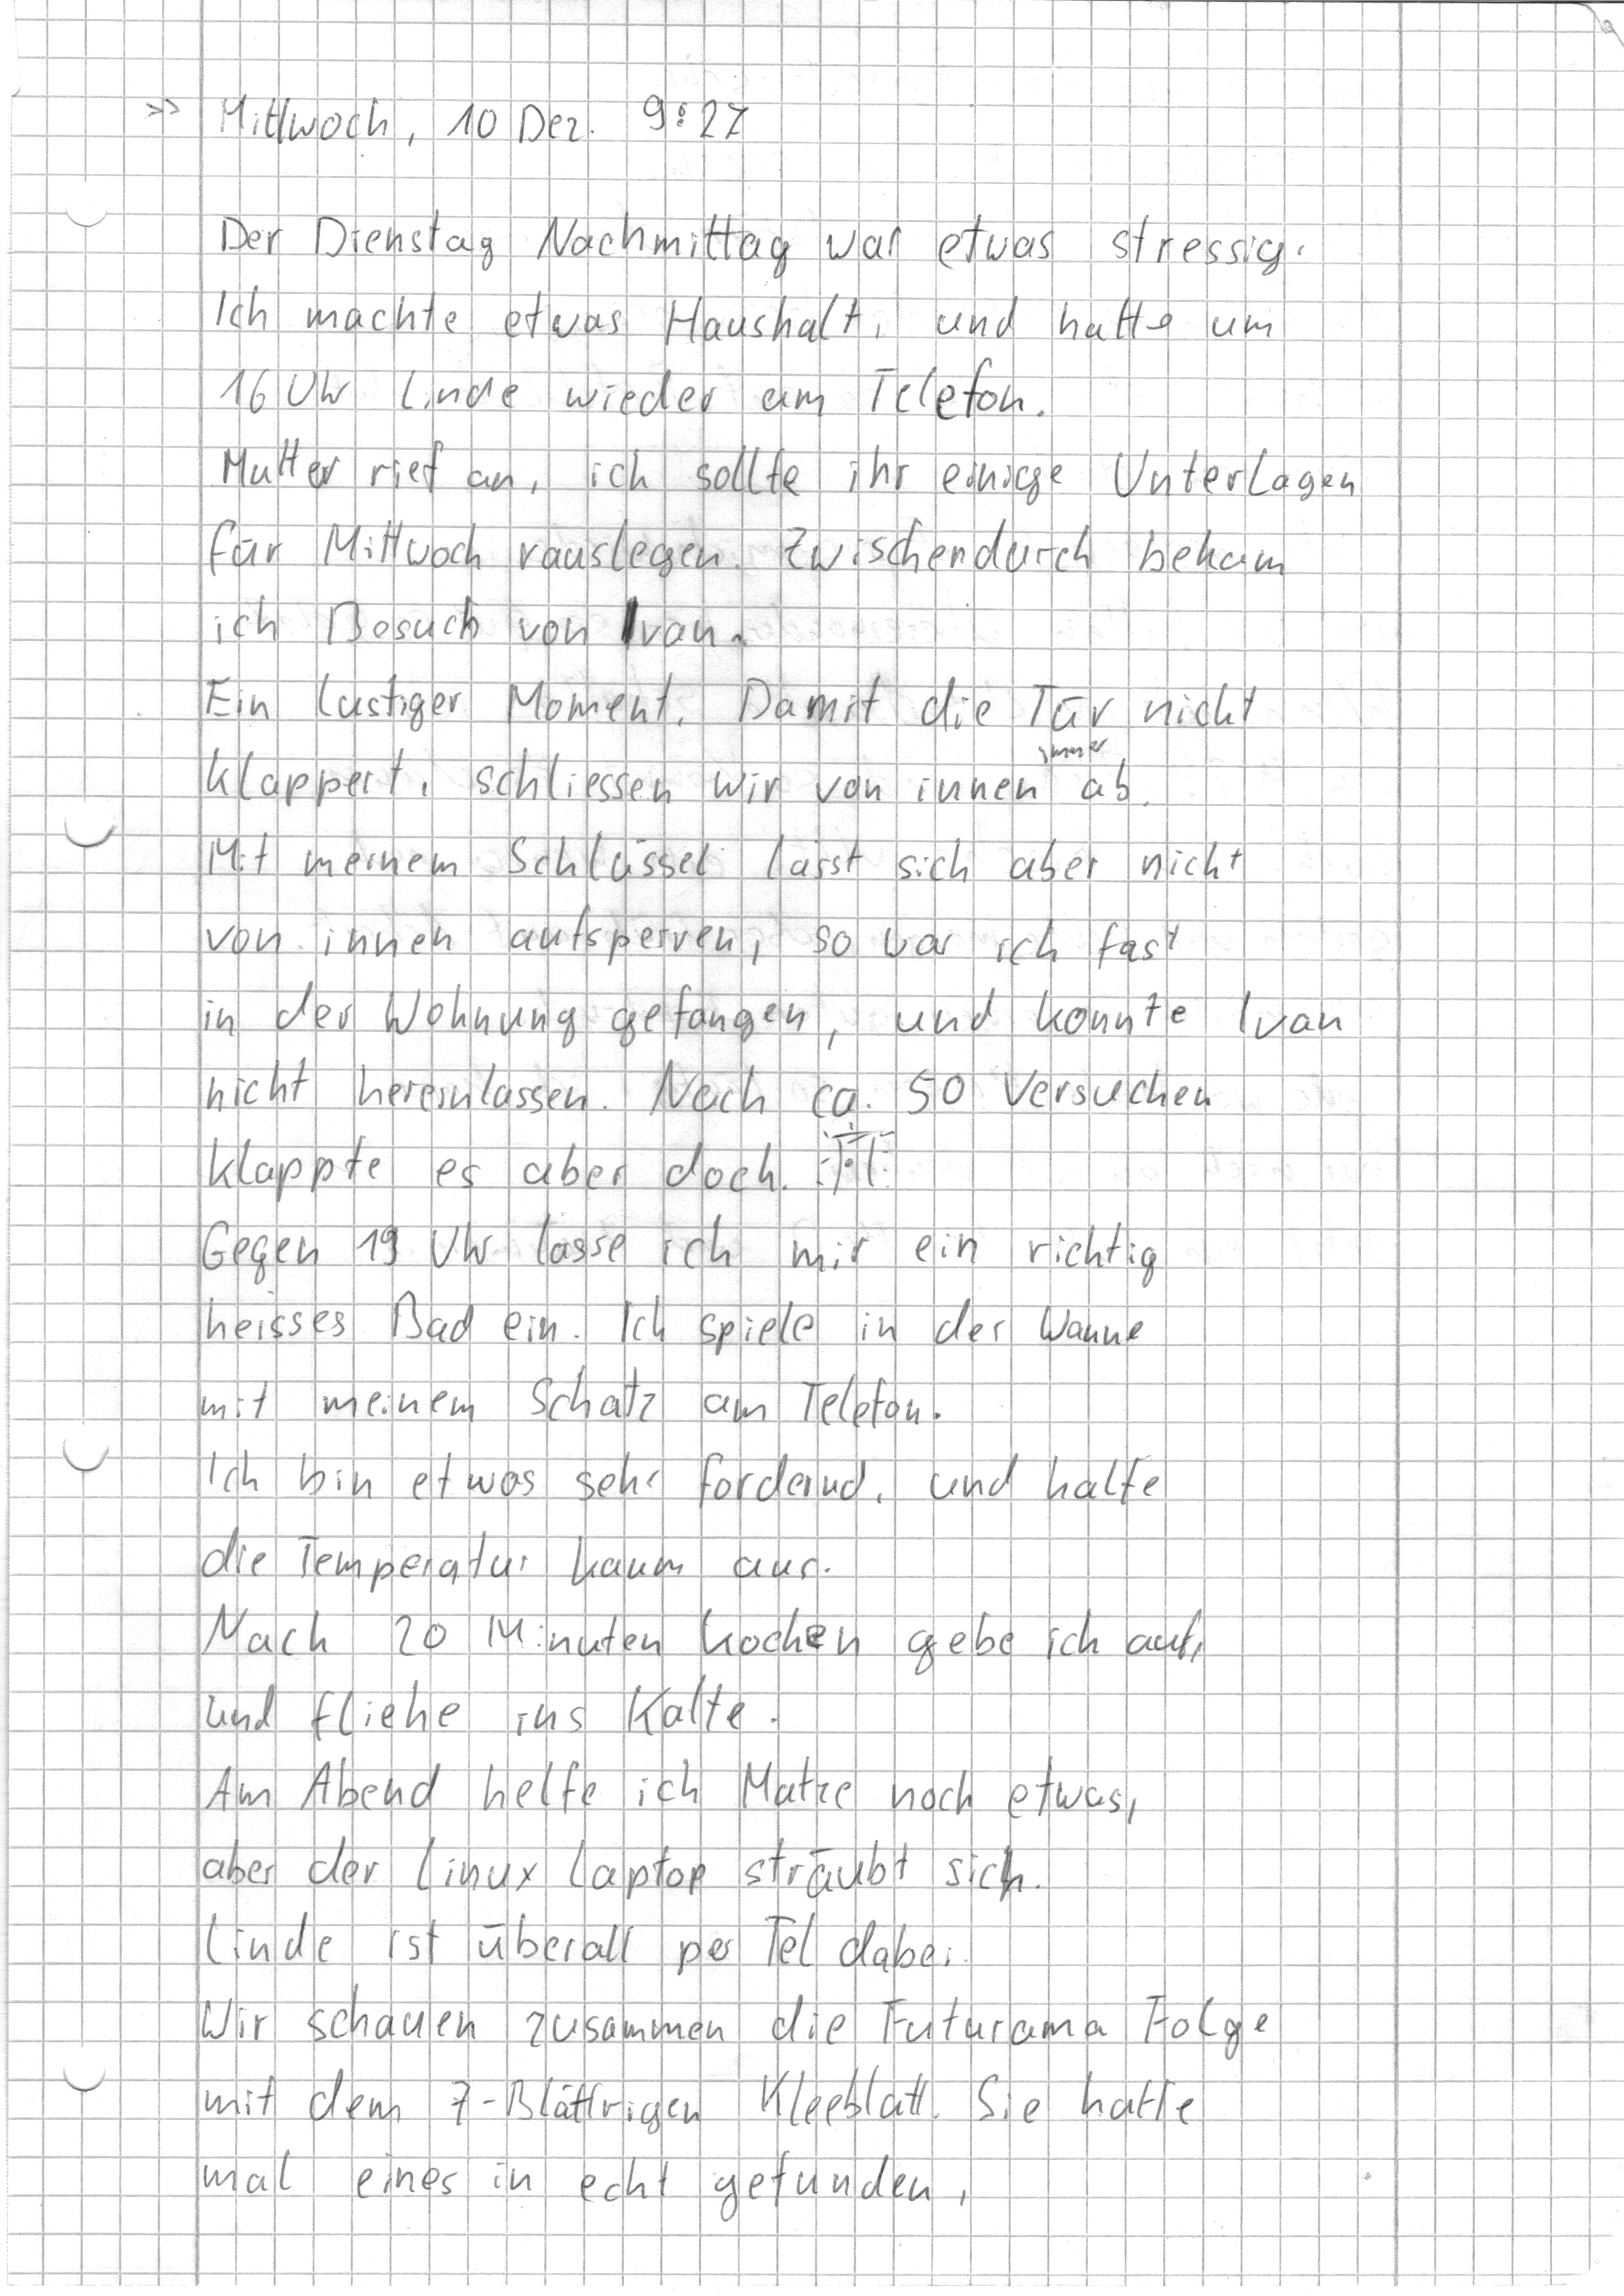 >> Mittwoch, 10 Dez. 9:27
Der Dienstag Nachmittag war etwas stressig.
Ich machte etwas Haushalt, und hatte um
16 Uhr Linde wieder am Telefon.
Mutter rief an, ich sollte ihr einige Unterlagen
für Mittwoch rauslegen. Zwischendurch bekam
ich Besuch von Ivan.
Ein lustiger Moment. Damit die Tür nicht
immer
klappert, schliessen wir von innen ab.
Mit meinem Schlüssel lässt sich aber nicht
von innen aufsperren, so war ich fast
in der Wohnung gefangen, und konnte Ivan
nicht hereinlassen. Nach ca. 50 Versuchen
klappte es aber doch.
Gegen 19 Uhr lasse ich mir ein richtig
heisses Bad ein. Ich spiele in der Wanne
mit meinem Schatz am Telefon.
Ich bin etwas sehr fordernd, und halte
die Temperatur kaum aus.
Nach 20 Minuten kochen gebe ich auf,
und fliehe ins Kalte.
Am Abend helfe ich Matze noch etwas,
aber der Linux Laptop sträubt sich.
Linde ist überall per Tel dabei.
Wir schauen zusammen die Futurama Folge
mit dem 7-Blättrigen Kleeblatt. Sie hatte
mal eines in echt gefunden,